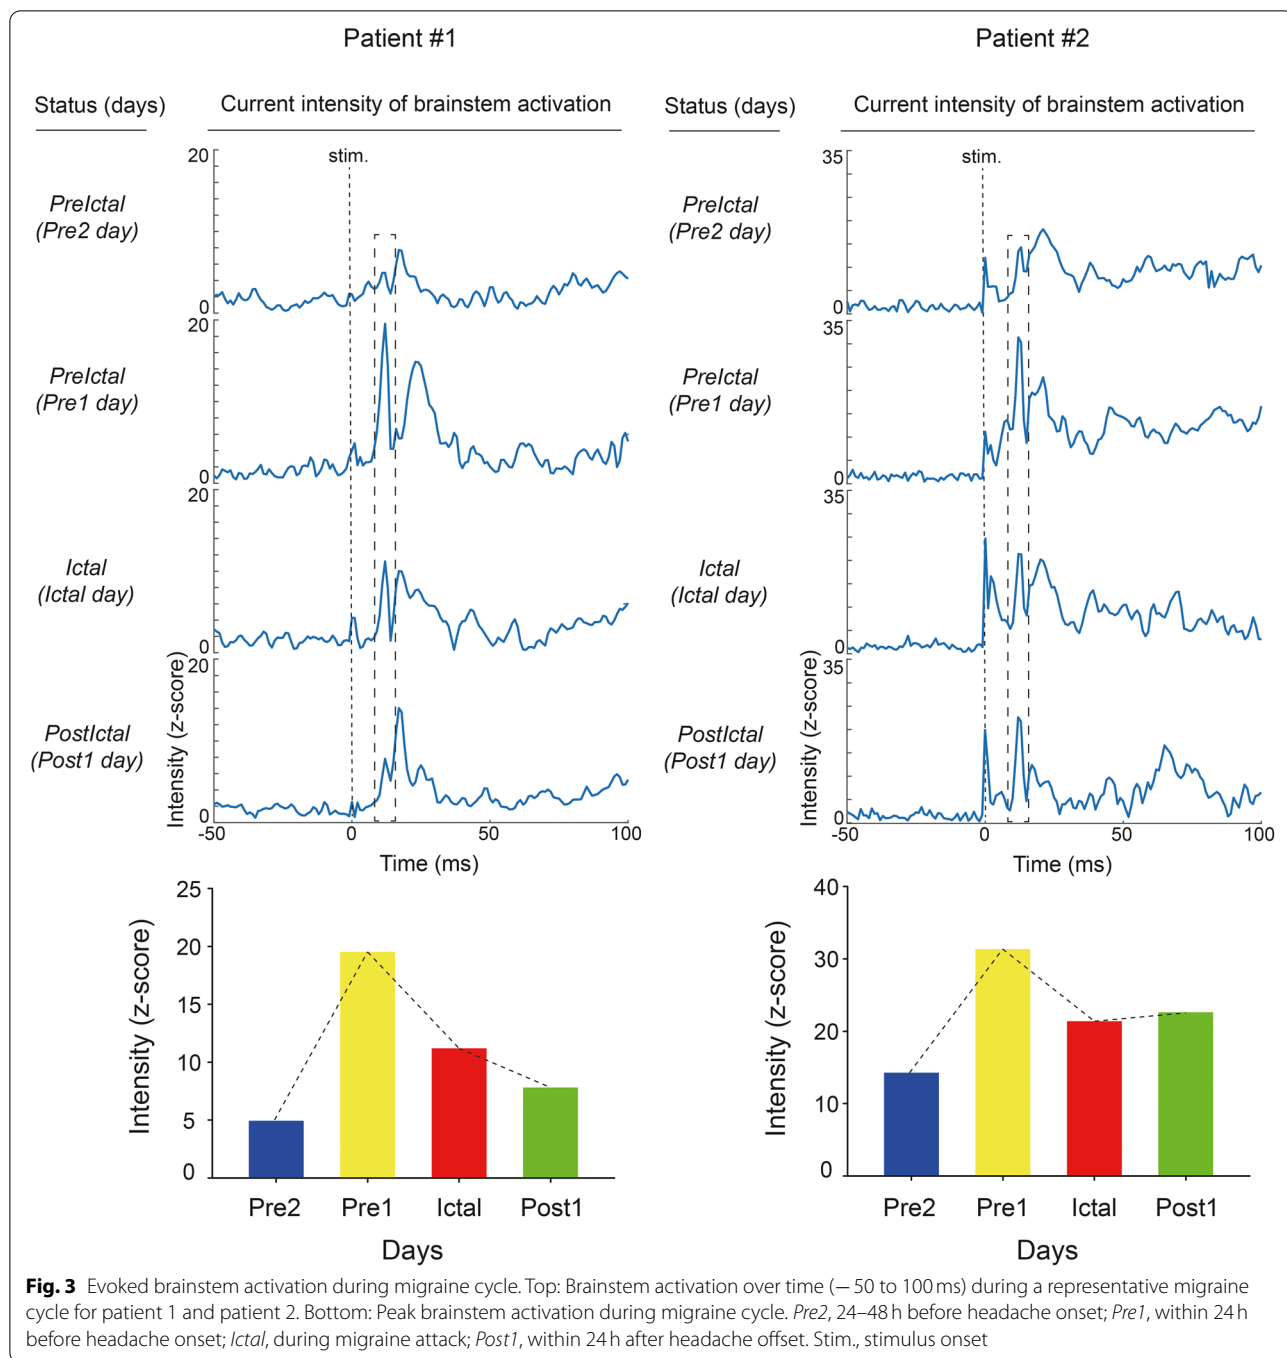 Patient #1
Patient #2
Status (days)
Current intensity of brainstem activation
Status (days)
Current intensity of brainstem activation
20
stim.
PreIctal
(Pre2 day)
0
35
stim.
PreIctal
(Pre2 day)
0
20
PreIctal
(Pre1 day)
0
35
PreIctal
(Pre1 day)
0
20
Ictal
(Ictal day)
0
35
Ictal
(Ictal day)
0
20
PostIctal
(Post1 day)
Intensity (z-score)
0
-50
0
50
100
Time (ms)
35
PostIctal
(Post1 day)
Intensity (z-score)
0
-50
0
50
100
Time (ms)
25
20
15
10
5
0
Intensity (z-score)
Pre2
Pre1
Ictal
Post1
Days
40
30
20
10
0
Intensity (z-score)
Pre2
Pre1
Ictal
Post1
Days
Fig. 3 Evoked brainstem activation during migraine cycle. Top: Brainstem activation over time (− 50 to 100 ms) during a representative migraine
cycle for patient 1 and patient 2. Bottom: Peak brainstem activation during migraine cycle. Pre2, 24–48 h before headache onset; Pre1, within 24 h
before headache onset; Ictal, during migraine attack; Post1, within 24 h after headache offset. Stim., stimulus onset